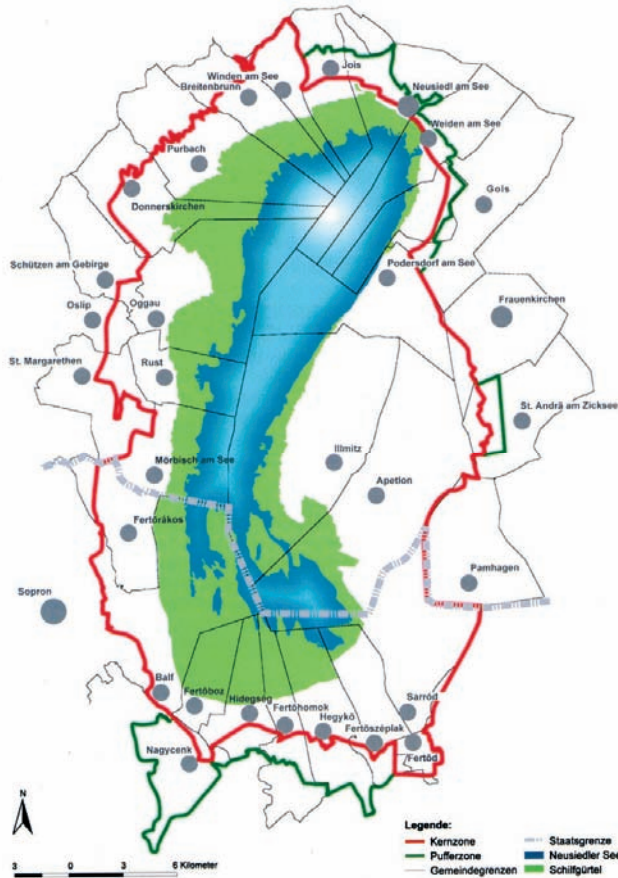 Jois
Winden am See
Breitenbrunn
Neusiedl am See
Weiden am See
Purbach
Donnerskirchen
Gols
Schützen am Gebirge
Podersdorf am See
Oslip
Oggau
Frauenkirchen
St. Margarethen
Rust
St. Andrä am Zicksee
Illmitz
Mörbisch am See
Apetlon
Fertőrákos
Pamhagen
Sopron
Balf
Fertőboz
Hidegség
Fertőhomok
Hegykő
Sarród
Fertőszéplak
Fertőd
Nagycenk
N
3 0 3 6 Kilometer
Legende:
Kernzone
Pufferzone
Gemeindegrenzen
Staatsgrenze
Neusiedler See
Schilfgürtel